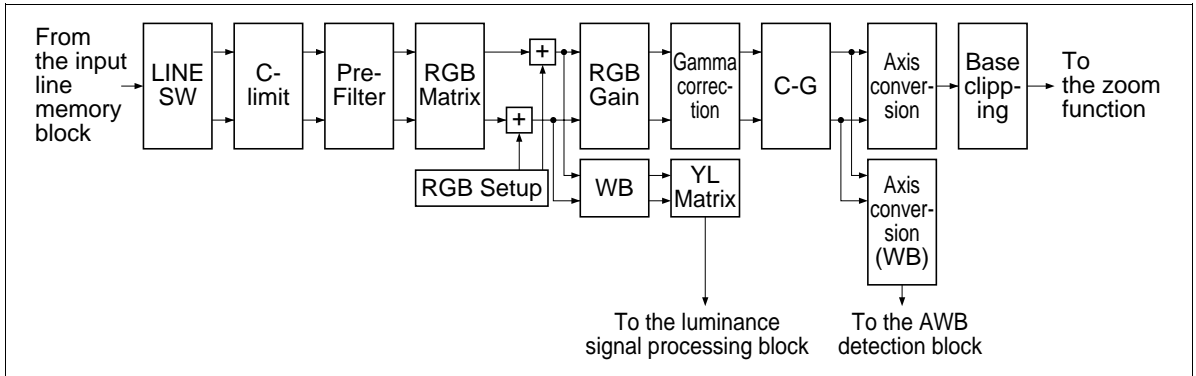 From
the input
line
memory
block
LINE
SW
C-
limit
Pre-
Filter
RGB
Matrix
+
+
RGB Setup
RGB
Gain
WB
Gamma
correc-
tion
YL
Matrix
C-G
Axis
conver-
sion
Axis
conver-
sion
(WB)
Base
clipp-
ing
To
the zoom
function
To the luminance
signal processing block
To the AWB
detection block